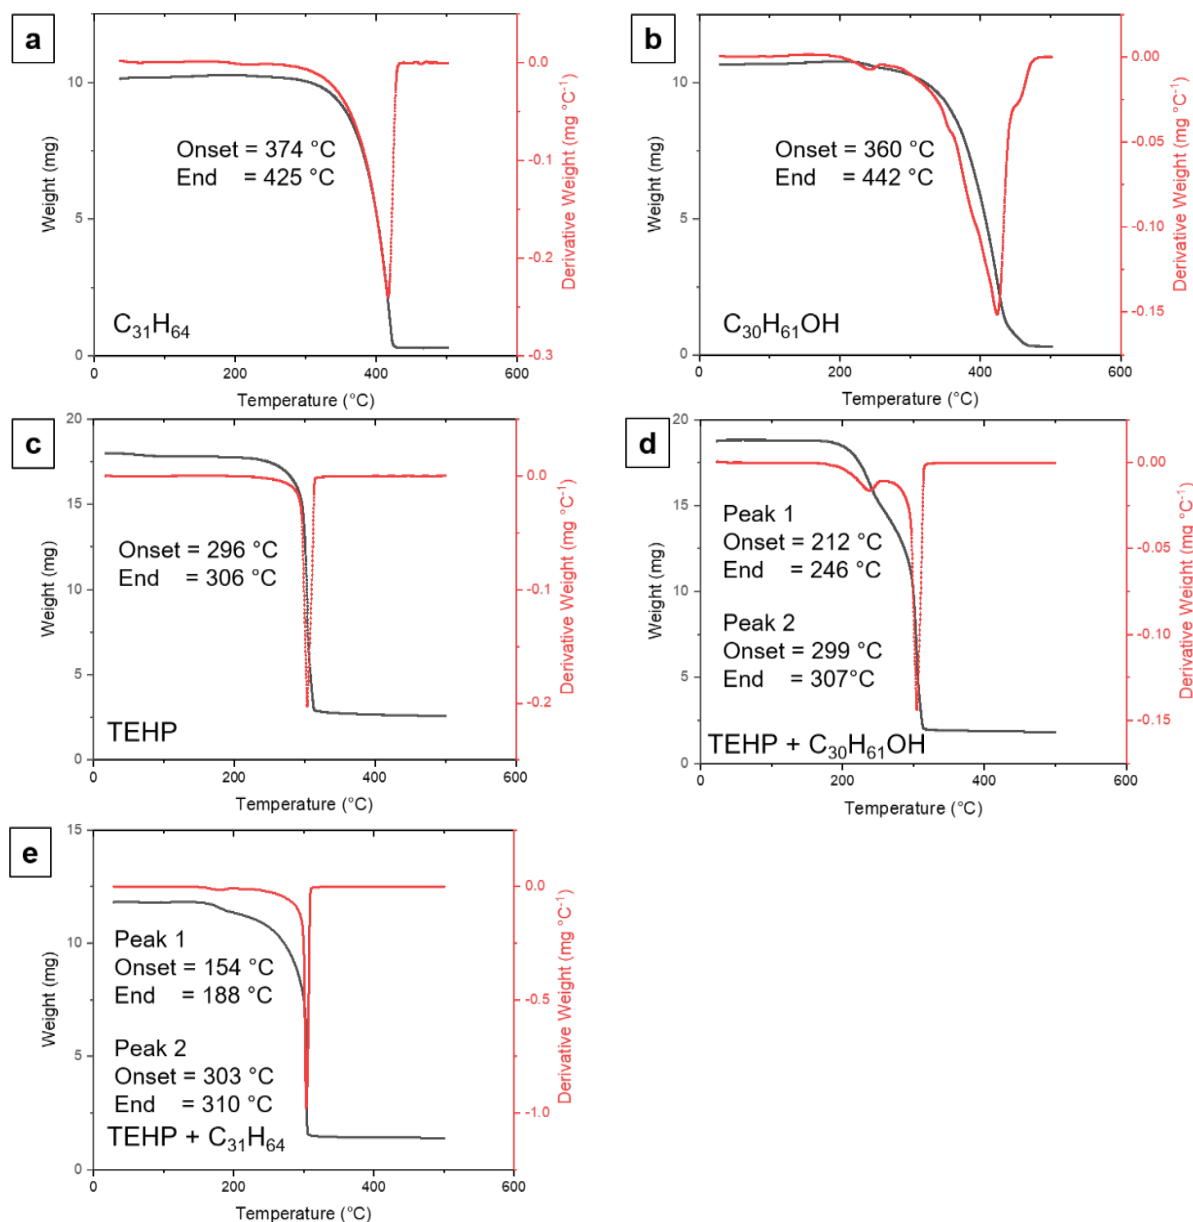 a
10
5
0
Weight (mg)
0
200
400
600
Temperature (°C)
0.0
-0.1
-0.2
-0.3
Derivative Weight (mg °C⁻¹)
Onset = 374 °C
End = 425 °C
C₃₁H₆₄
b
10
5
0
Weight (mg)
0
200
400
600
Temperature (°C)
0.00
-0.05
-0.10
-0.15
Derivative Weight (mg °C⁻¹)
Onset = 360 °C
End = 442 °C
C₃₀H₆₁OH
c
20
15
10
5
0
Weight (mg)
0
200
400
600
Temperature (°C)
0.0
-0.1
-0.2
Derivative Weight (mg °C⁻¹)
Onset = 296 °C
End = 306 °C
TEHP
d
20
15
10
5
0
Weight (mg)
0
200
400
600
Temperature (°C)
0.00
-0.05
-0.10
-0.15
Derivative Weight (mg °C⁻¹)
Peak 1
Onset = 212 °C
End = 246 °C
Peak 2
Onset = 299 °C
End = 307°C
TEHP + C₃₀H₆₁OH
e
15
10
5
0
Weight (mg)
0
200
400
600
Temperature (°C)
0.0
-0.5
-1.0
Derivative Weight (mg °C⁻¹)
Peak 1
Onset = 154 °C
End = 188 °C
Peak 2
Onset = 303 °C
End = 310 °C
TEHP + C₃₁H₆₄